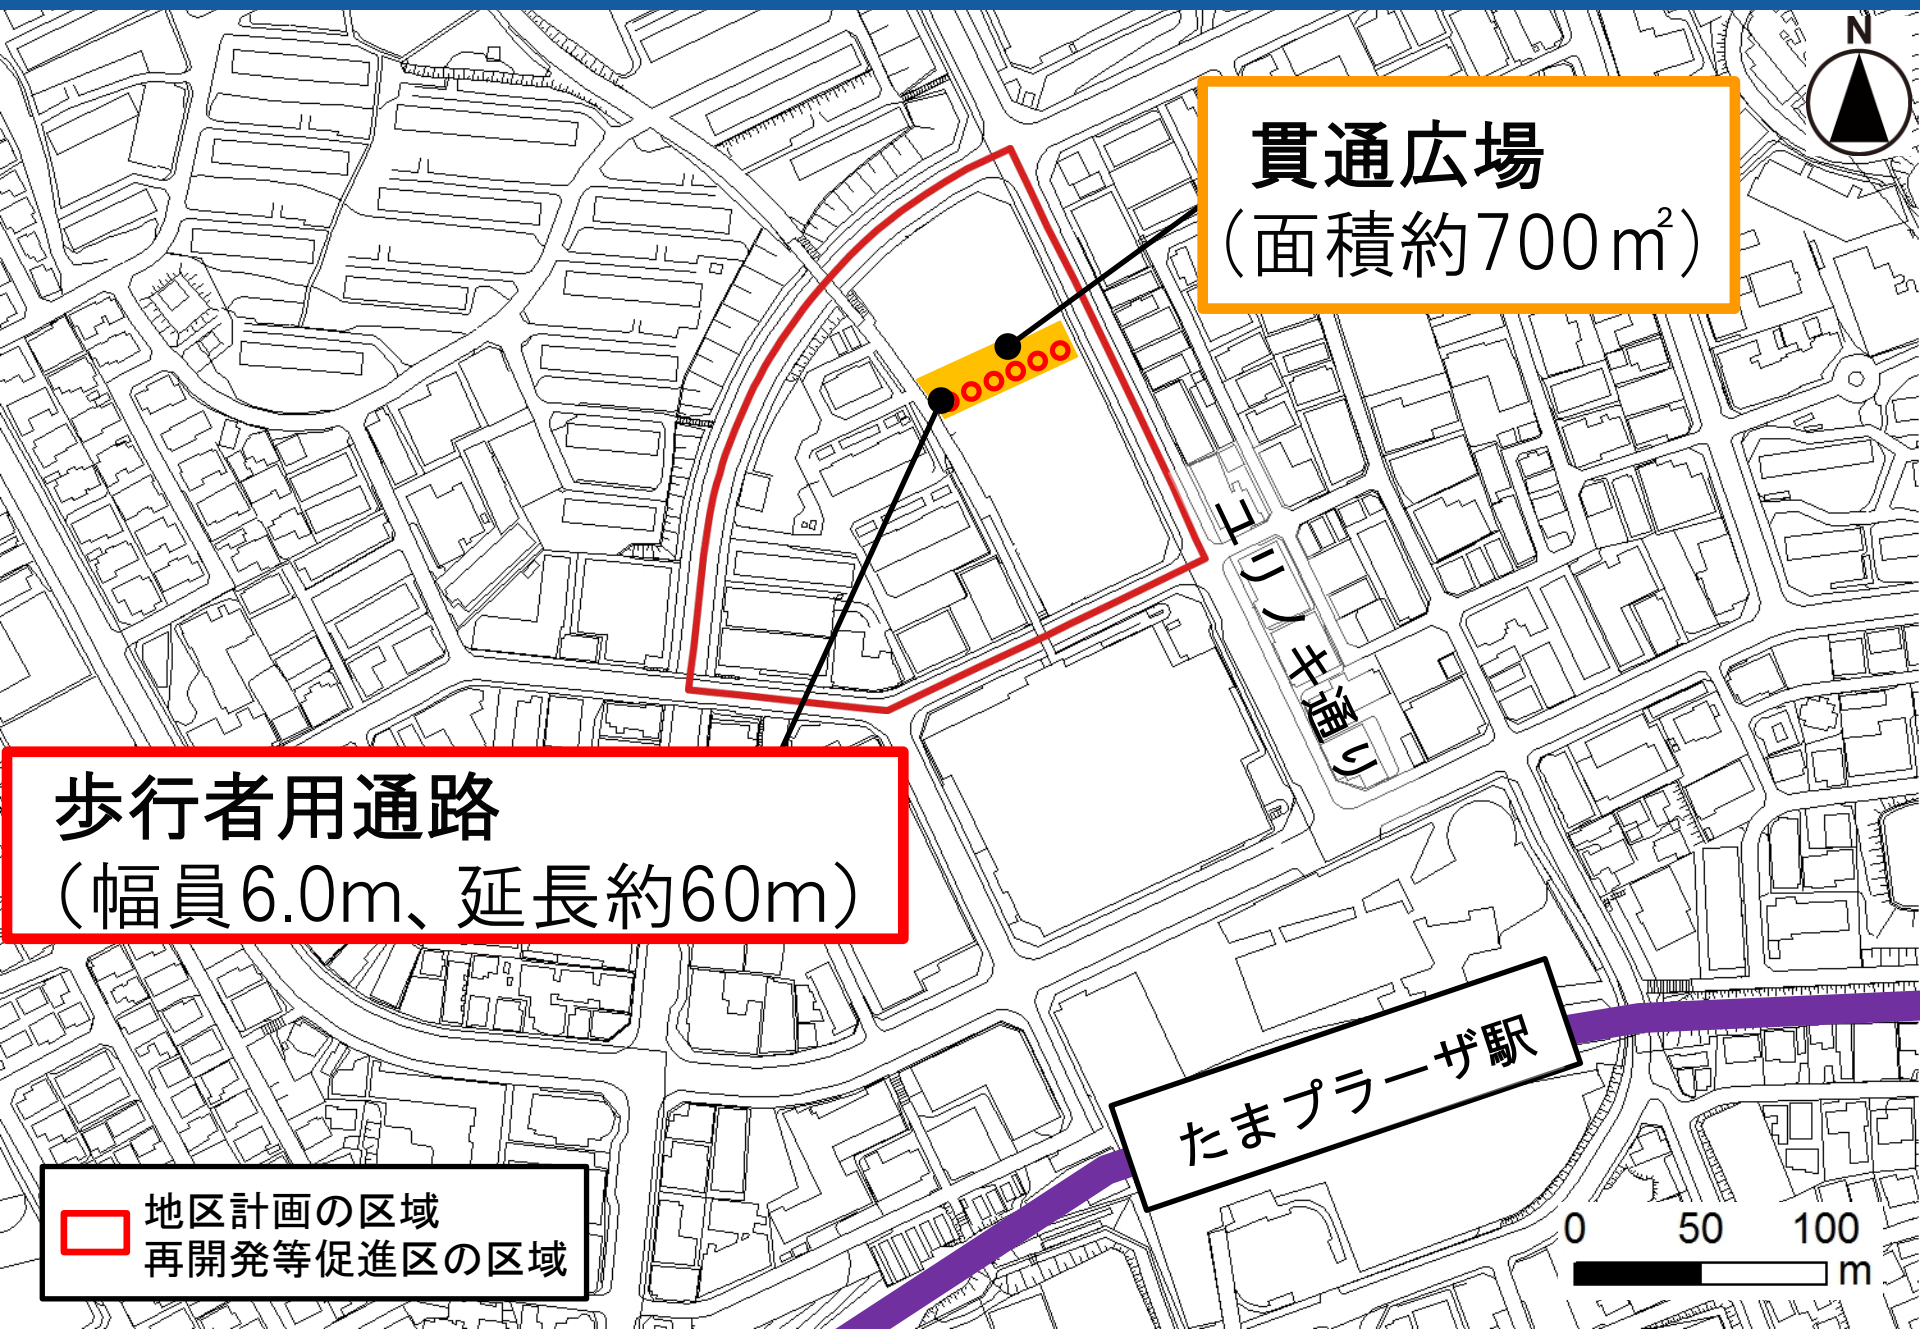 N
貫通広場
（面積約700㎡）
ユリノキ通り
歩行者用通路
（幅員6.0m、延長約60m）
たまプラーザ駅
地区計画の区域
再開発等促進区の区域
0 50 100
m